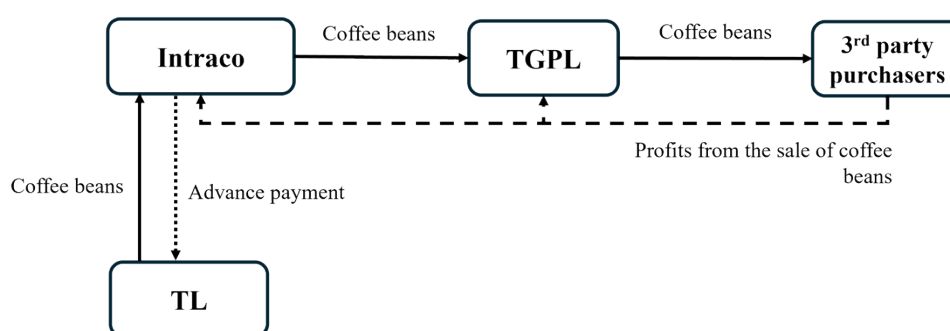 Coffee beans
Coffee beans
Intraco
TGPL
3rd party
purchasers
Profits from the sale of coffee
beans
Coffee beans
Advance payment
TL